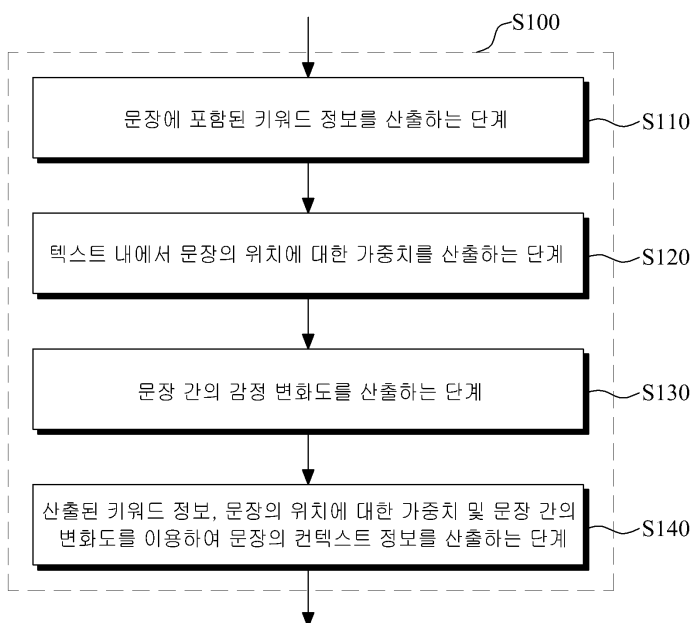 S100
문장에 포함된 키워드 정보를 산출하는 단계
S110
텍스트 내에서 문장의 위치에 대한 가중치를 산출하는 단계
S120
문장 간의 감정 변화도를 산출하는 단계
S130
산출된 키워드 정보, 문장의 위치에 대한 가중치 및 문장 간의
변화도를 이용하여 문장의 컨텍스트 정보를 산출하는 단계
S140